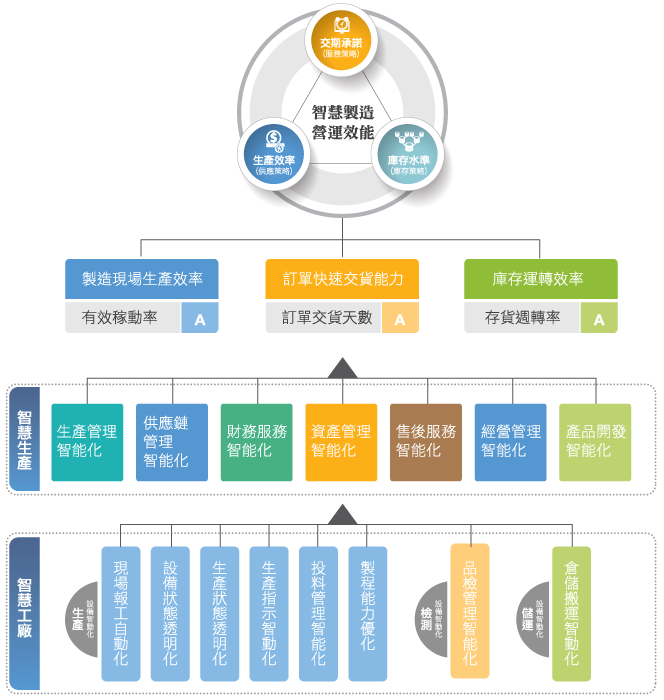 交期承諾
(服務策略)
智慧製造
營運效能
生產效率
(供應策略)
庫存水準
(庫存策略)
製造現場生產效率
有效稼動率
A
訂單快速交貨能力
訂單交貨天數
A
庫存運轉效率
存貨週轉率
A
智慧生產
生產管理
智能化
供應鏈
管理
智能化
財務服務
智能化
資產管理
智能化
售後服務
智能化
經營管理
智能化
產品開發
智能化
智慧工廠
生產
設備智動化
現場報工自動化
設備狀態透明化
生產狀態透明化
生產指示智動化
投料管理智能化
製程能力優化
檢測
設備智動化
品檢管理智能化
儲運
設備智動化
倉儲搬運智動化